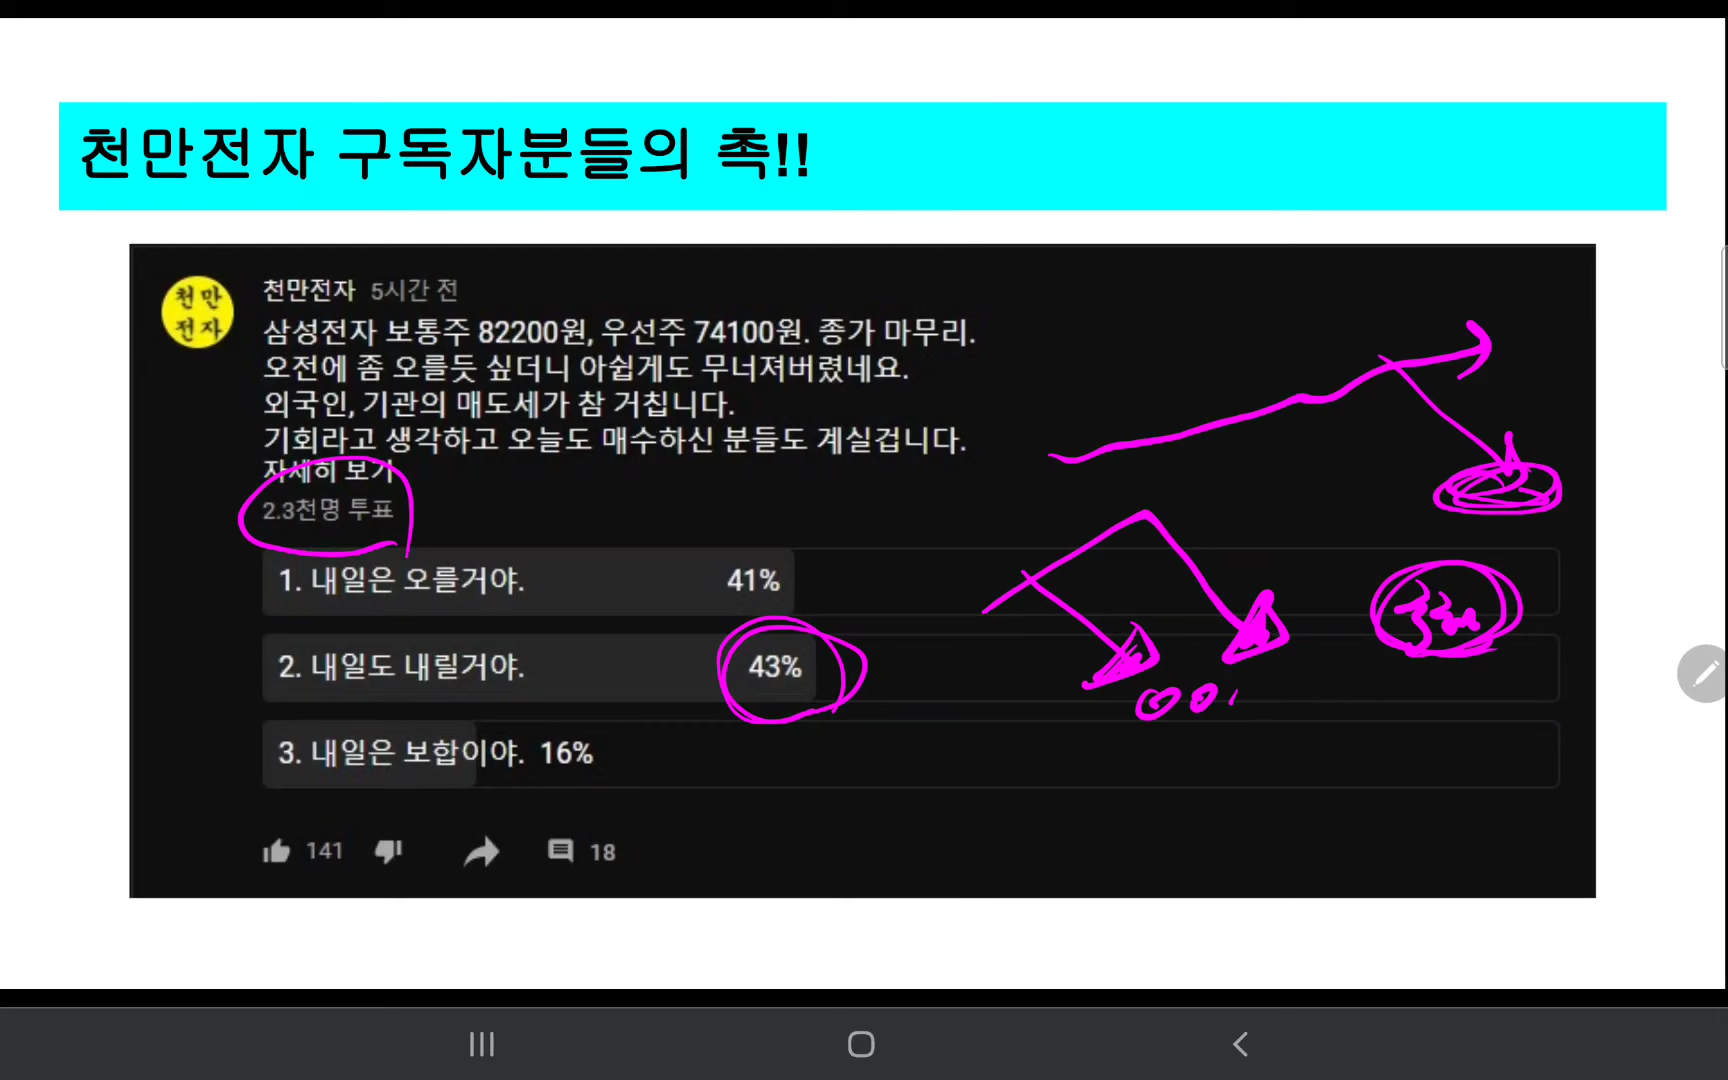 천만전자 구독자분들의 촉!!
천만
전자
천만전자 5시간 전
삼성전자 보통주 82200원, 우선주 74100원. 종가 마무리.
오전에 좀 오를듯 싶더니 아쉽게도 무너져버렸네요.
외국인, 기관의 매도세가 참 거칩니다.
기회라고 생각하고 오늘도 매수하신 분들도 계실겁니다.
자세히 보기
2.3천명 투표
1. 내일은 오를거야. 41%
2. 내일도 내릴거야. 43%
3. 내일은 보합이야. 16%
141 18